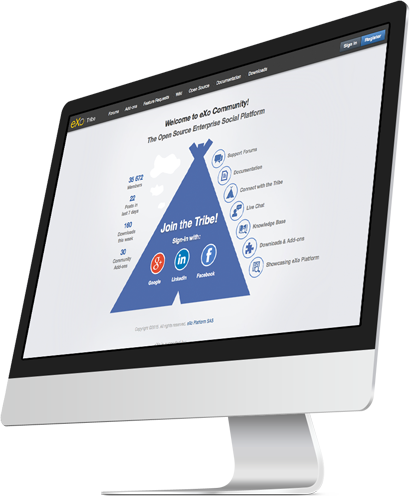 eXo Tribe
Forums Add-ons Feature Requests Wiki Open Source Documentation Downloads
Sign in Register
Welcome to eXo Community!
The Open Source Enterprise Social Platform
35 672
Members
22
Posts in
last 7 days
160
Downloads
this week
30
Community
Add-ons
Join the Tribe!
Sign-in with:
Google
LinkedIn
Facebook
Support Forums
Documentation
Connect with the Tribe
Live Chat
Knowledge Base
Downloads & Add-ons
Showcasing eXo Platform
All rights reserved, eXo Platform SAS